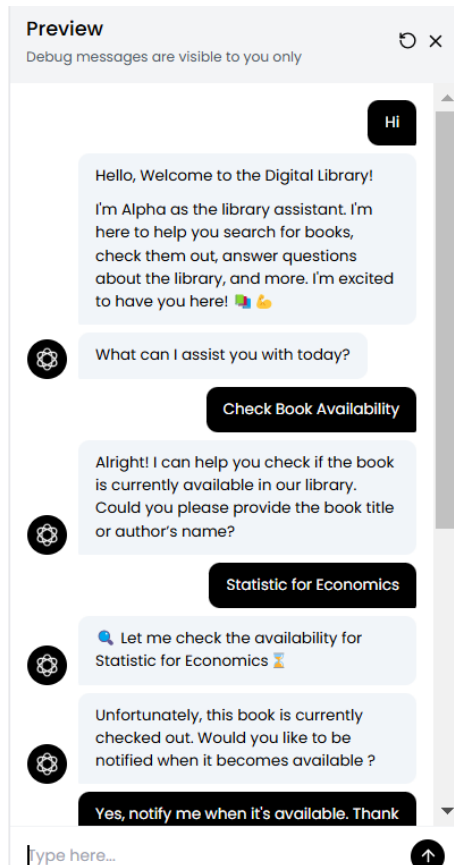 Preview
Debug messages are visible to you only
Hi
Hello, Welcome to the Digital Library!
I'm Alpha as the library assistant. I'm
here to help you search for books,
check them out, answer questions
about the library, and more. I'm excited
to have you here! 📚 💪
What can I assist you with today?
Check Book Availability
Alright! I can help you check if the book
is currently available in our library.
Could you please provide the book title
or author’s name?
Statistic for Economics
🔍 Let me check the availability for
Statistic for Economics ⌛
Unfortunately, this book is currently
checked out. Would you like to be
notified when it becomes available ?
Yes, notify me when it's available. Thank
Type here...